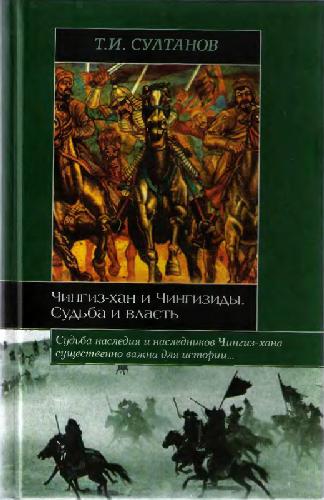 Т.И. СУЛТАНОВ
Чингиз-хан и Чингизиды.
Судьба и власть
Судьба наследия и наследников Чингиз-хана
существенно важна для истории...